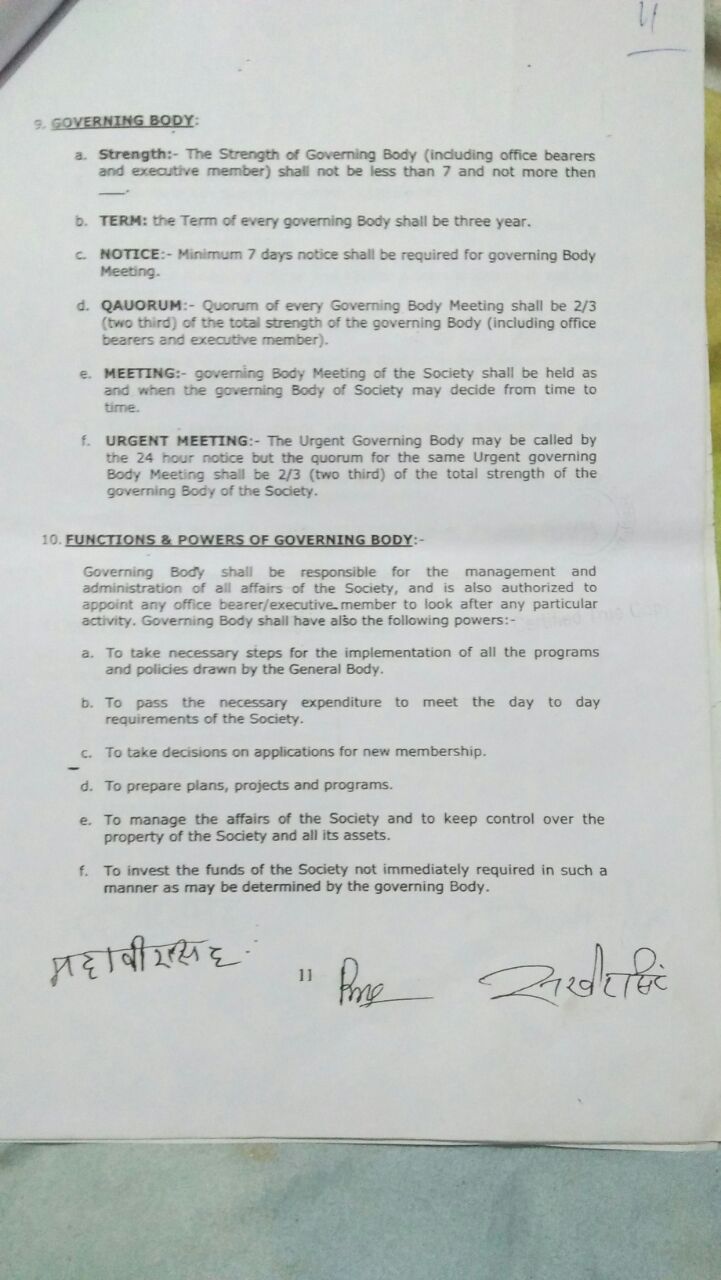 9. GOVERNING BODY:
a. Strength:- The Strength of Governing Body (including office bearers
and executive member) shall not be less than 7 and not more then
___.
b. TERM: the Term of every governing Body shall be three year.
c. NOTICE:- Minimum 7 days notice shall be required for governing Body
Meeting.
d. QAUORUM:- Quorum of every Governing Body Meeting shall be 2/3
(two third) of the total strength of the governing Body (including office
bearers and executive member).
e. MEETING:- governing Body Meeting of the Society shall be held as
and when the governing Body of Society may decide from time to
time.
f. URGENT MEETING:- The Urgent Governing Body may be called by
the 24 hour notice but the quorum for the same Urgent governing
Body Meeting shall be 2/3 (two third) of the total strength of the
governing Body of the Society.
10. FUNCTIONS & POWERS OF GOVERNING BODY:-
Governing Body shall be responsible for the management and
administration of all affairs of the Society, and is also authorized to
appoint any office bearer/executive member to look after any particular
activity. Governing Body shall have also the following powers:-
a. To take necessary steps for the implementation of all the programs
and policies drawn by the General Body.
b. To pass the necessary expenditure to meet the day to day
requirements of the Society.
c. To take decisions on applications for new membership.
d. To prepare plans, projects and programs.
e. To manage the affairs of the Society and to keep control over the
property of the Society and all its assets.
f. To invest the funds of the Society not immediately required in such a
manner as may be determined by the governing Body.
महावीरसिंह
11